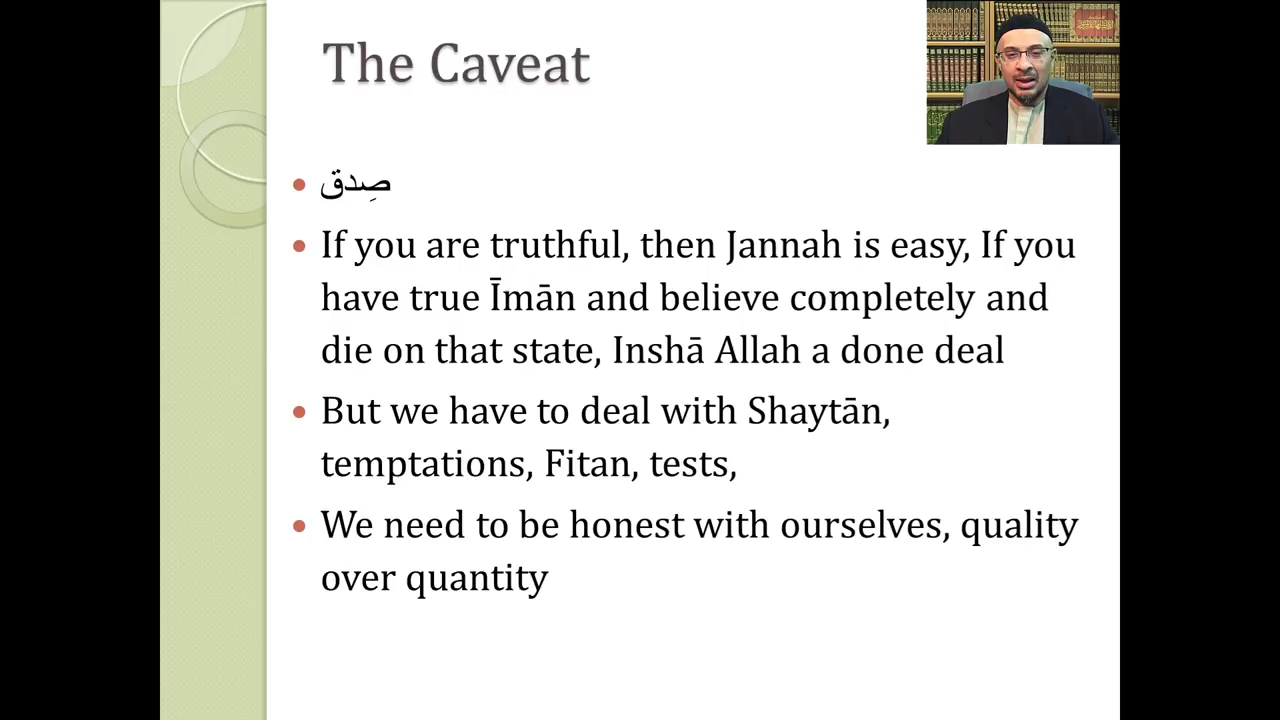 The Caveat
• صِدق
• If you are truthful, then Jannah is easy, If you
have true Īmān and believe completely and
die on that state, Inshā Allah a done deal
• But we have to deal with Shaytān,
temptations, Fitan, tests,
• We need to be honest with ourselves, quality
over quantity